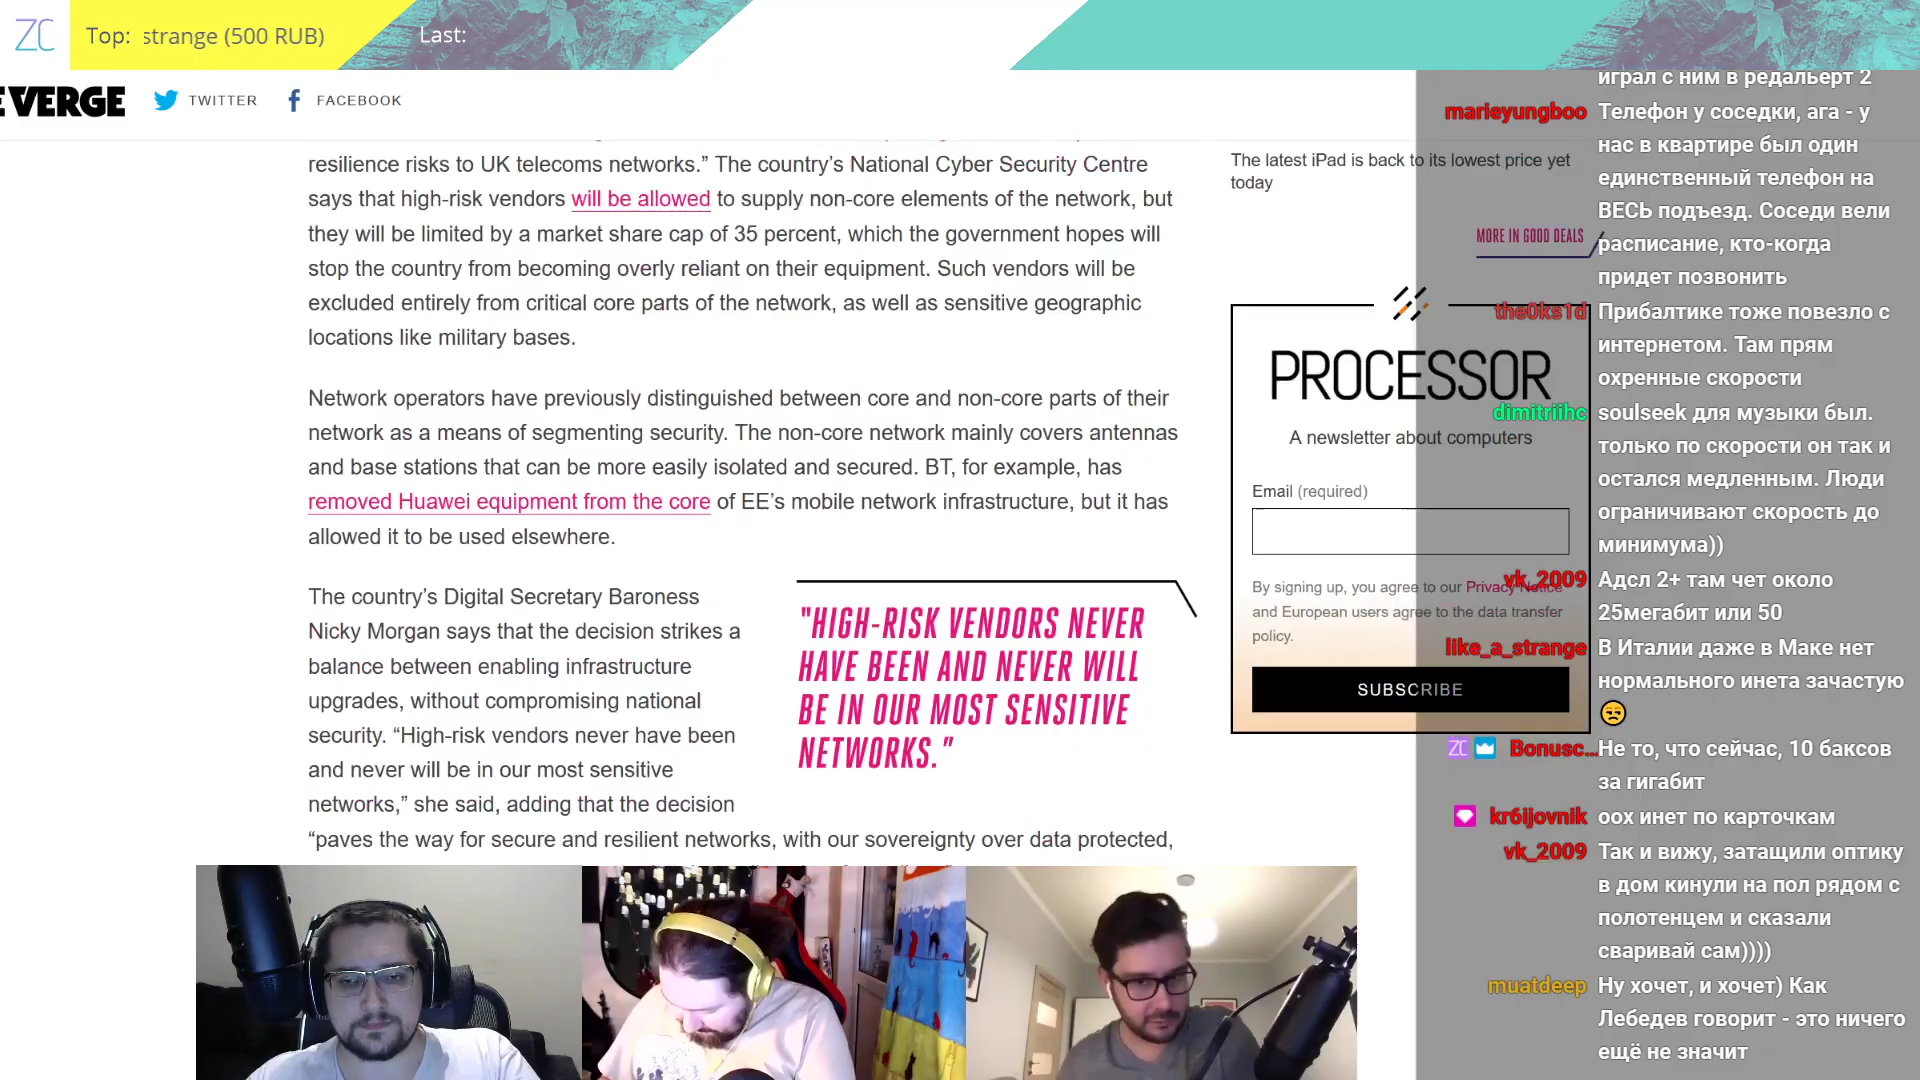 ZC
Top: strange (500 RUB)
Last:
E VERGE
TWITTER
FACEBOOK
resilience risks to UK telecoms networks.” The country’s National Cyber Security Centre
says that high-risk vendors will be allowed to supply non-core elements of the network, but
they will be limited by a market share cap of 35 percent, which the government hopes will
stop the country from becoming overly reliant on their equipment. Such vendors will be
excluded entirely from critical core parts of the network, as well as sensitive geographic
locations like military bases.
Network operators have previously distinguished between core and non-core parts of their
network as a means of segmenting security. The non-core network mainly covers antennas
and base stations that can be more easily isolated and secured. BT, for example, has
removed Huawei equipment from the core of EE’s mobile network infrastructure, but it has
allowed it to be used elsewhere.
The country’s Digital Secretary Baroness
Nicky Morgan says that the decision strikes a
balance between enabling infrastructure
upgrades, without compromising national
security. “High-risk vendors never have been
and never will be in our most sensitive
networks,” she said, adding that the decision
“paves the way for secure and resilient networks, with our sovereignty over data protected,
"HIGH-RISK VENDORS NEVER
HAVE BEEN AND NEVER WILL
BE IN OUR MOST SENSITIVE
NETWORKS."
The latest iPad is back to its lowest price yet
today
MORE IN GOOD DEALS
PROCESSOR
A newsletter about computers
Email (required)
By signing up, you agree to our Privacy Notice
and European users agree to the data transfer
policy.
SUBSCRIBE
играл с ним в редальерт 2
marieyungboo Телефон у соседки, ага - у
нас в квартире был один
единственный телефон на
ВЕСЬ подъезд. Соседи вели
расписание, кто-когда
придет позвонить
the0ks1d Прибалтике тоже повезло с
интернетом. Там прям
охренные скорости
dimitriihc soulseek для музыки был.
только по скорости он так и
остался медленным. Люди
ограничивают скорость до
минимума))
vk_2009 Адсл 2+ там чет около
25мегабит или 50
like_a_strange В Италии даже в Маке нет
нормального инета зачастую
ZC Bonusc... Не то, что сейчас, 10 баксов
за гигабит
kr6ijovnik оох инет по карточкам
vk_2009 Так и вижу, затащили оптику
в дом кинули на пол рядом с
полотенцем и сказали
сваривай сам))))
muatdeep Ну хочет, и хочет) Как
Лебедев говорит - это ничего
ещё не значит